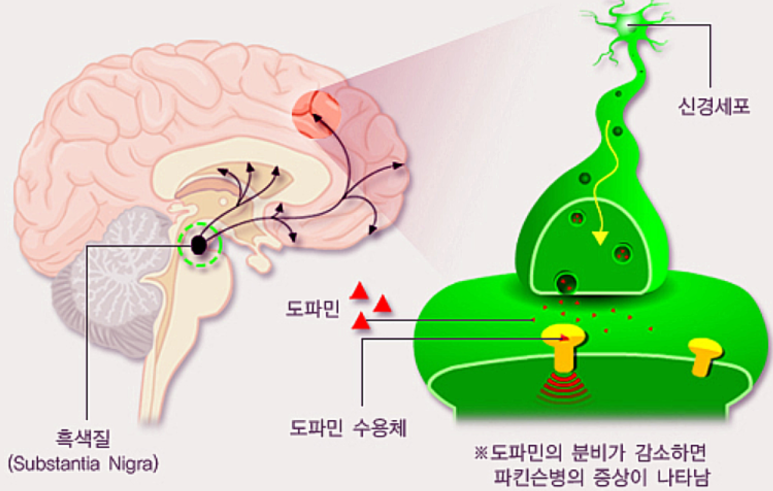 신경세포
도파민
도파민 수용체
흑색질
(Substantia Nigra)
※도파민의 분비가 감소하면
파킨슨병의 증상이 나타남